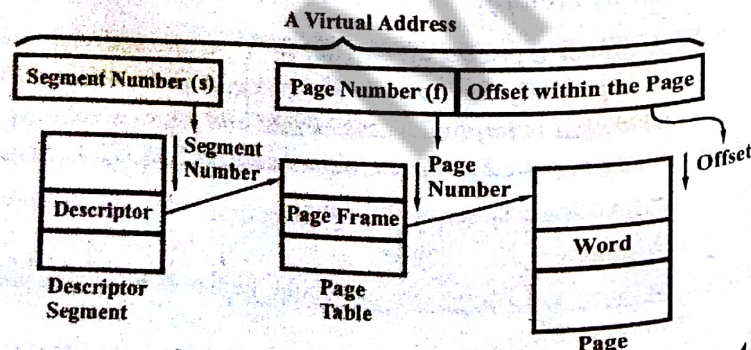 A Virtual Address
Segment Number (s)
Page Number (f)
Offset within the Page
Segment
Number
Page
Number
Offset
Descriptor
Page Frame
Word
Descriptor
Segment
Page
Table
Page